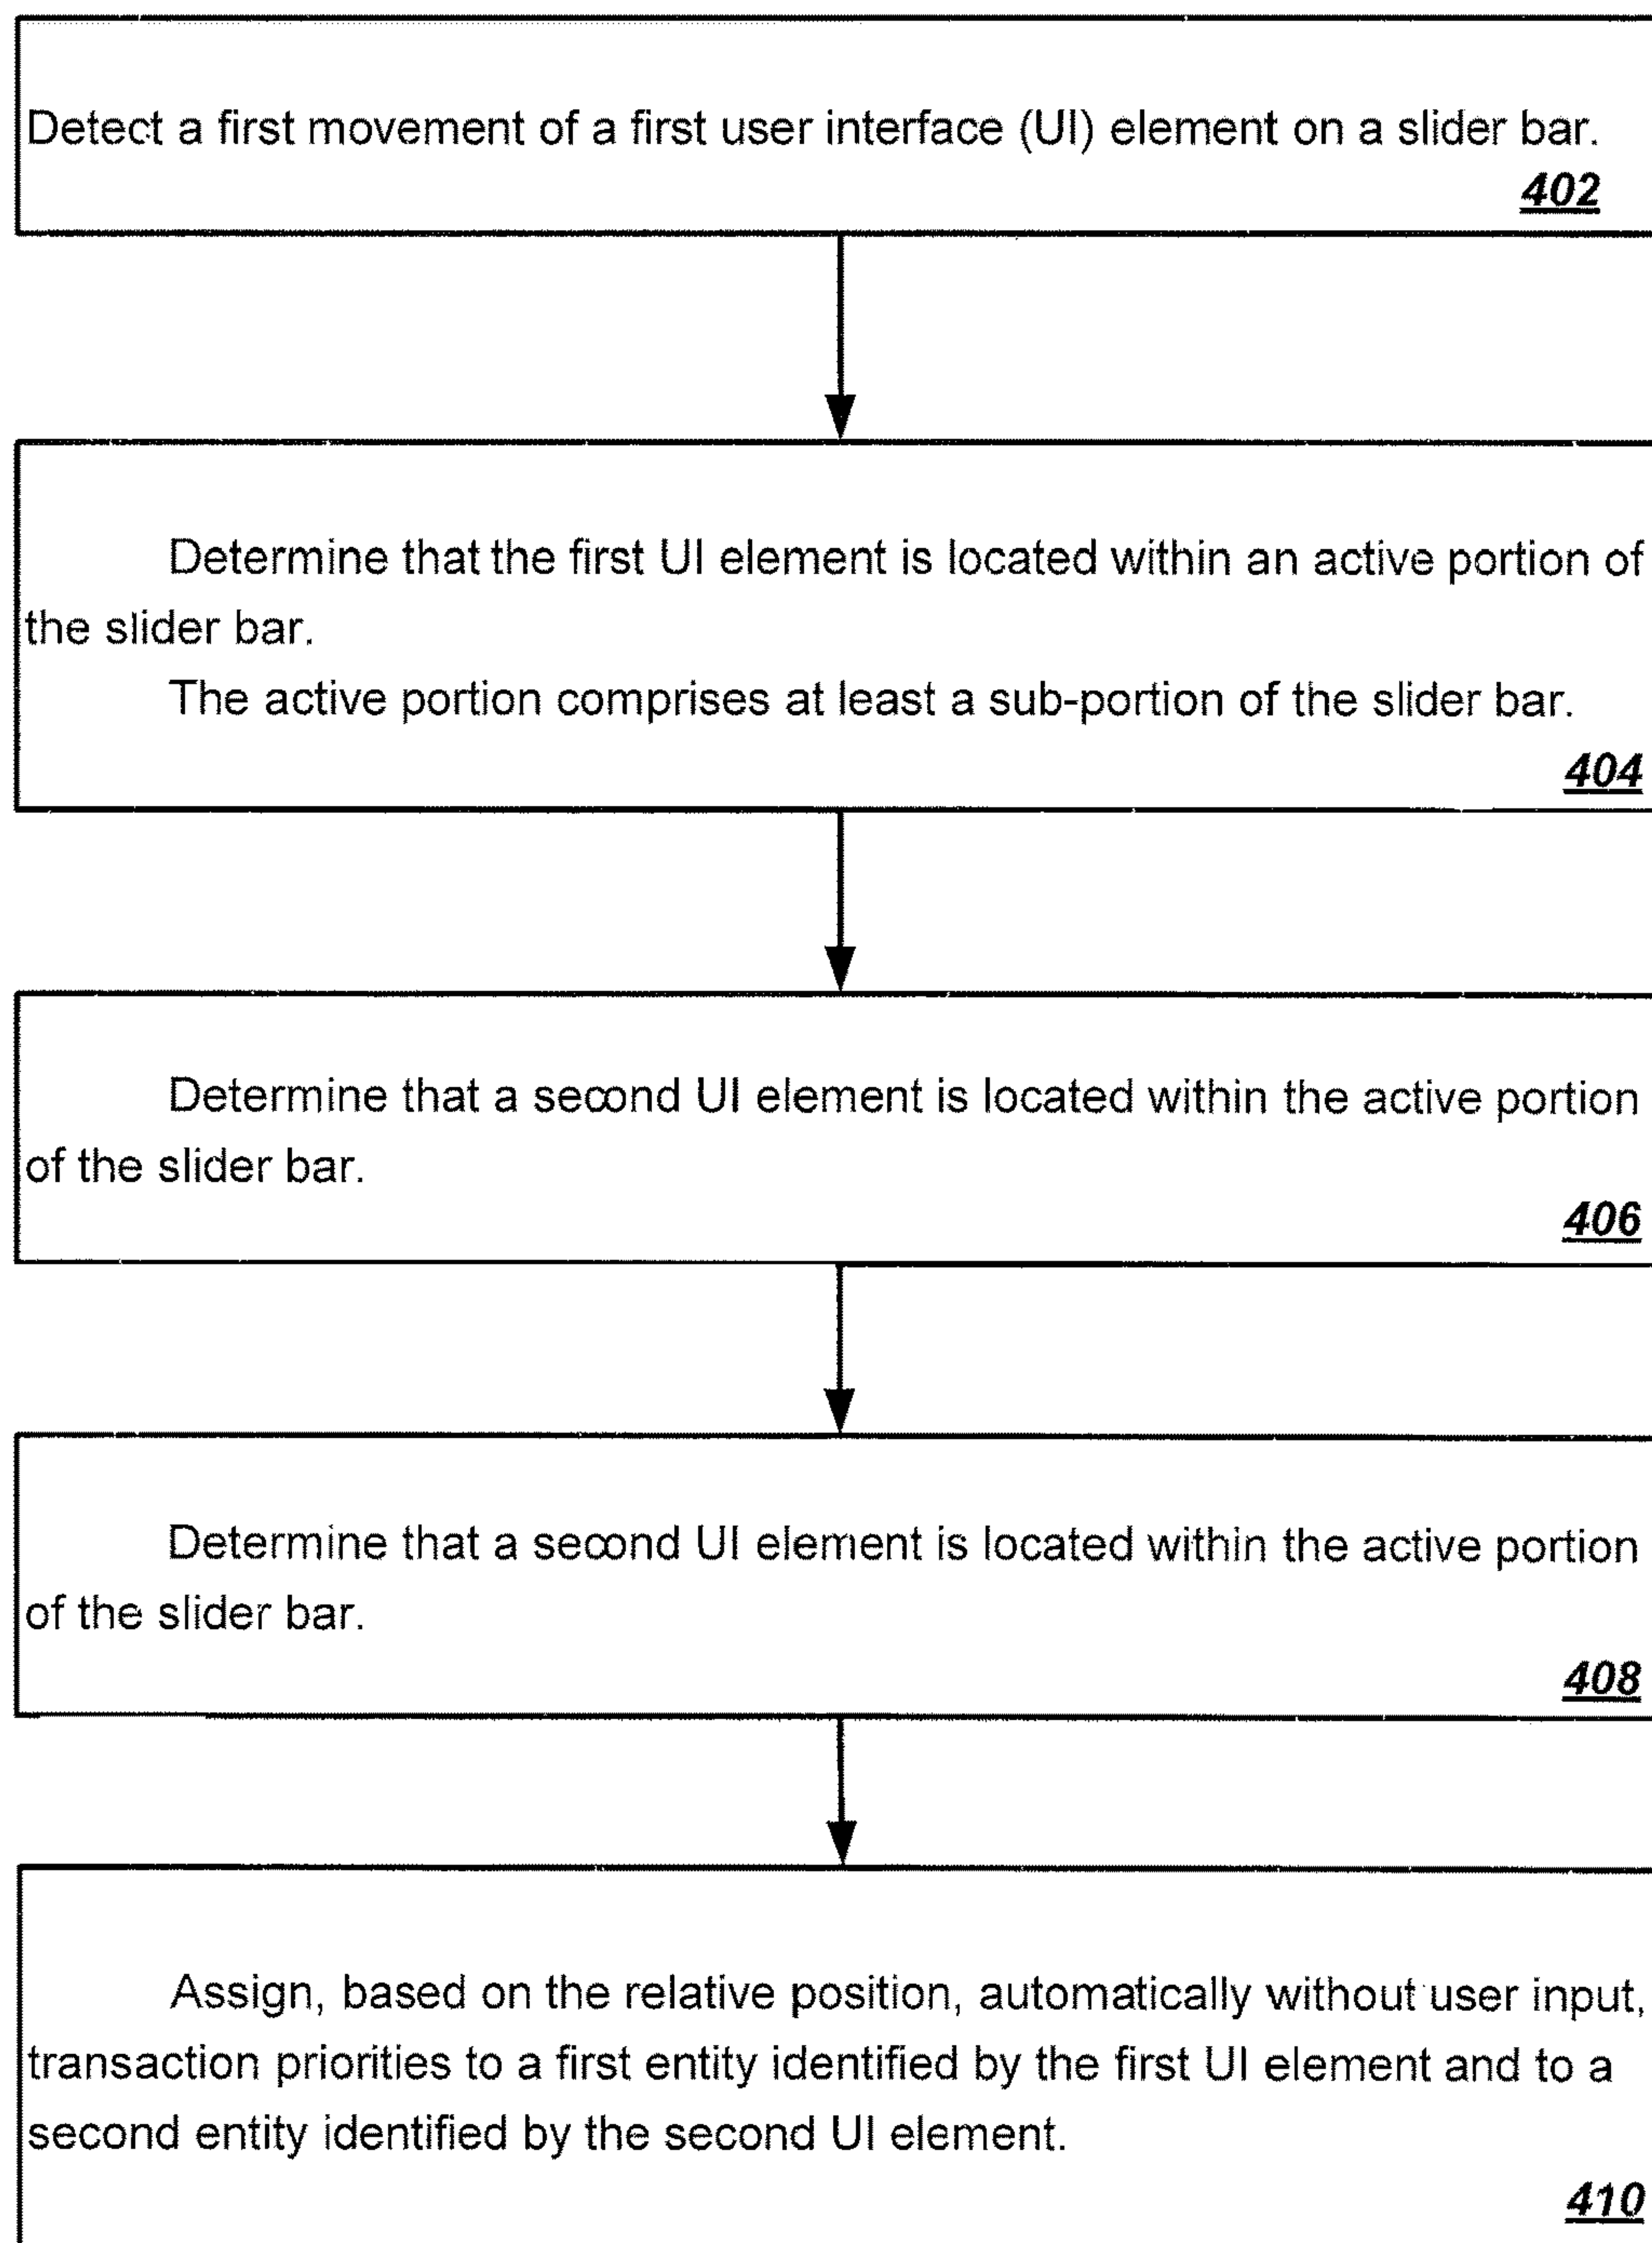 Detect a first movement of a first user interface (UI) element on a slider bar.
402
Determine that the first UI element is located within an active portion of
the slider bar.
The active portion comprises at least a sub-portion of the slider bar.
404
Determine that a second UI element is located within the active portion
of the slider bar.
406
Determine that a second UI element is located within the active portion
of the slider bar.
408
Assign, based on the relative position, automatically without user input,
transaction priorities to a first entity identified by the first UI element and to a
second entity identified by the second UI element.
410